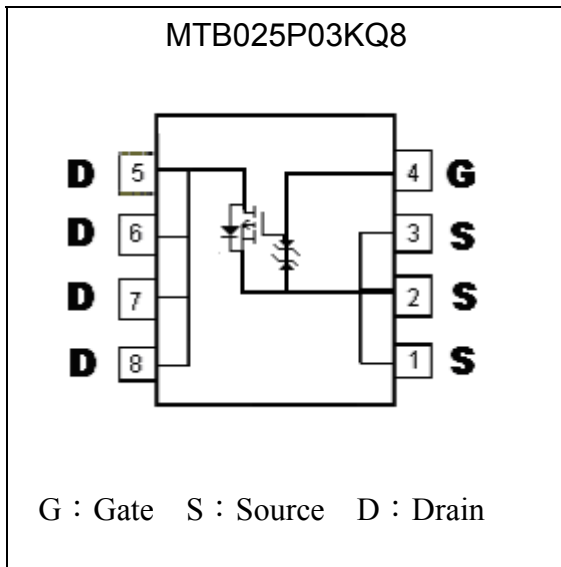 MTB025P03KQ8
D 5 4 G
D 6 3 S
D 7 2 S
D 8 1 S
G：Gate S：Source D：Drain